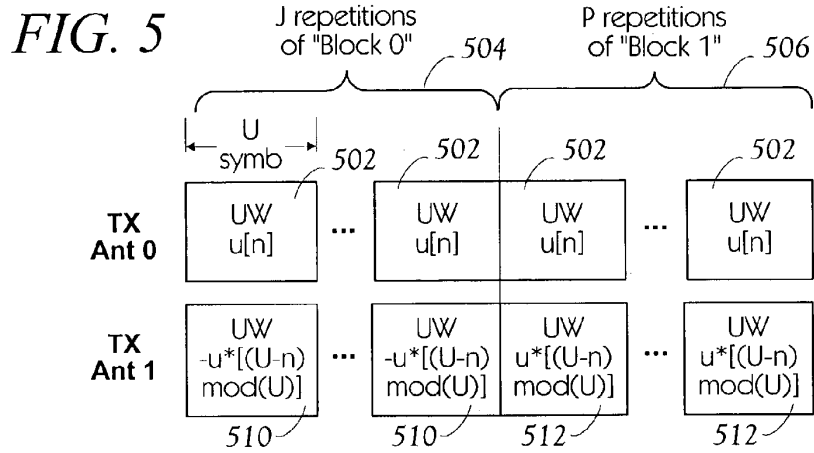 FIG. 5
J repetitions
of "Block 0"
504
P repetitions
of "Block 1"
506
U
symb
502
502
502
502
TX
Ant 0
UW
u[n]
...
UW
u[n]
UW
u[n]
...
UW
u[n]
TX
Ant 1
UW
-u*[(U-n)
mod(U)]
510
...
UW
-u*[(U-n)
mod(U)]
510
UW
u*[(U-n)
mod(U)]
512
...
UW
u*[(U-n)
mod(U)]
512